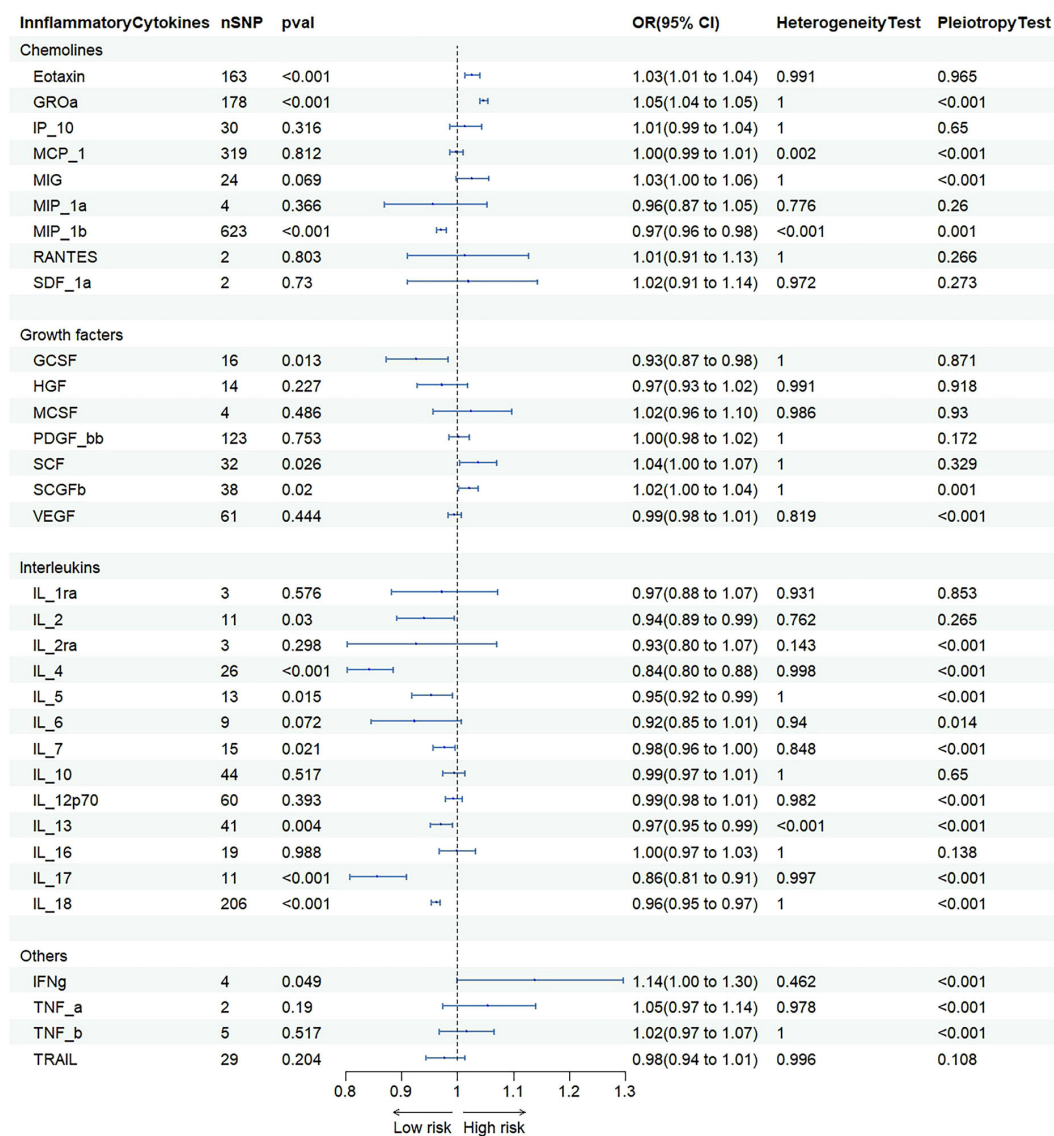 InnflammatoryCytokines nSNP pval OR(95% CI) HeterogeneityTest PleiotropyTest
Chemolines
Eotaxin 163 <0.001 1.03(1.01 to 1.04) 0.991 0.965
GROa 178 <0.001 1.05(1.04 to 1.05) 1 <0.001
IP_10 30 0.316 1.01(0.99 to 1.04) 1 0.65
MCP_1 319 0.812 1.00(0.99 to 1.01) 0.002 <0.001
MIG 24 0.069 1.03(1.00 to 1.06) 1 <0.001
MIP_1a 4 0.366 0.96(0.87 to 1.05) 0.776 0.26
MIP_1b 623 <0.001 0.97(0.96 to 0.98) <0.001 0.001
RANTES 2 0.803 1.01(0.91 to 1.13) 1 0.266
SDF_1a 2 0.73 1.02(0.91 to 1.14) 0.972 0.273
Growth factors
GCSF 16 0.013 0.93(0.87 to 0.98) 1 0.871
HGF 14 0.227 0.97(0.93 to 1.02) 0.991 0.918
MCSF 4 0.486 1.02(0.96 to 1.10) 0.986 0.93
PDGF_bb 123 0.753 1.00(0.98 to 1.02) 1 0.172
SCF 32 0.026 1.04(1.00 to 1.07) 1 0.329
SCGFb 38 0.02 1.02(1.00 to 1.04) 1 0.001
VEGF 61 0.444 0.99(0.98 to 1.01) 0.819 <0.001
Interleukins
IL_1ra 3 0.576 0.97(0.88 to 1.07) 0.931 0.853
IL_2 11 0.03 0.94(0.89 to 0.99) 0.762 0.265
IL_2ra 3 0.298 0.93(0.80 to 1.07) 0.143 <0.001
IL_4 26 <0.001 0.84(0.80 to 0.88) 0.998 <0.001
IL_5 13 0.015 0.95(0.92 to 0.99) 1 <0.001
IL_6 9 0.072 0.92(0.85 to 1.01) 0.94 0.014
IL_7 15 0.021 0.98(0.96 to 1.00) 0.848 <0.001
IL_10 44 0.517 0.99(0.97 to 1.01) 1 0.65
IL_12p70 60 0.393 0.99(0.98 to 1.01) 0.982 <0.001
IL_13 41 0.004 0.97(0.95 to 0.99) <0.001 <0.001
IL_16 19 0.988 1.00(0.97 to 1.03) 1 0.138
IL_17 11 <0.001 0.86(0.81 to 0.91) 0.997 <0.001
IL_18 206 <0.001 0.96(0.95 to 0.97) 1 <0.001
Others
IFNg 4 0.049 1.14(1.00 to 1.30) 0.462 <0.001
TNF_a 2 0.19 1.05(0.97 to 1.14) 0.978 <0.001
TNF_b 5 0.517 1.02(0.97 to 1.07) 1 <0.001
TRAIL 29 0.204 0.98(0.94 to 1.01) 0.996 0.108
0.8 0.9 1 1.1 1.2 1.3
Low risk High risk